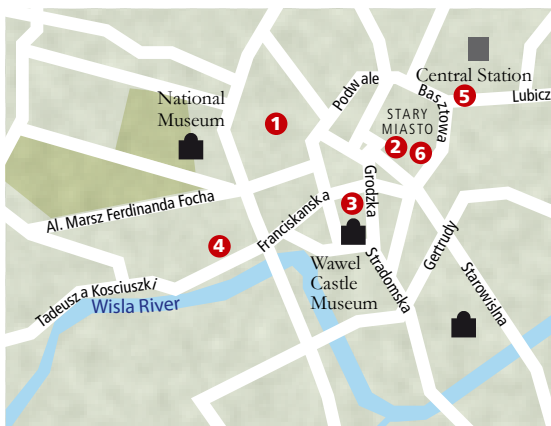 Podwale
Central Station
Basztowa
5
Lubicz
National
Museum
1
STARY
MIASTO
2
6
Grodzka
3
Al. Marsz Ferdinanda Focha
Franciskanska
4
Wawel
Castle
Museum
Stradomska
Gertrudy
Starowislna
Tadeusza Kosciuszki
Wisla River